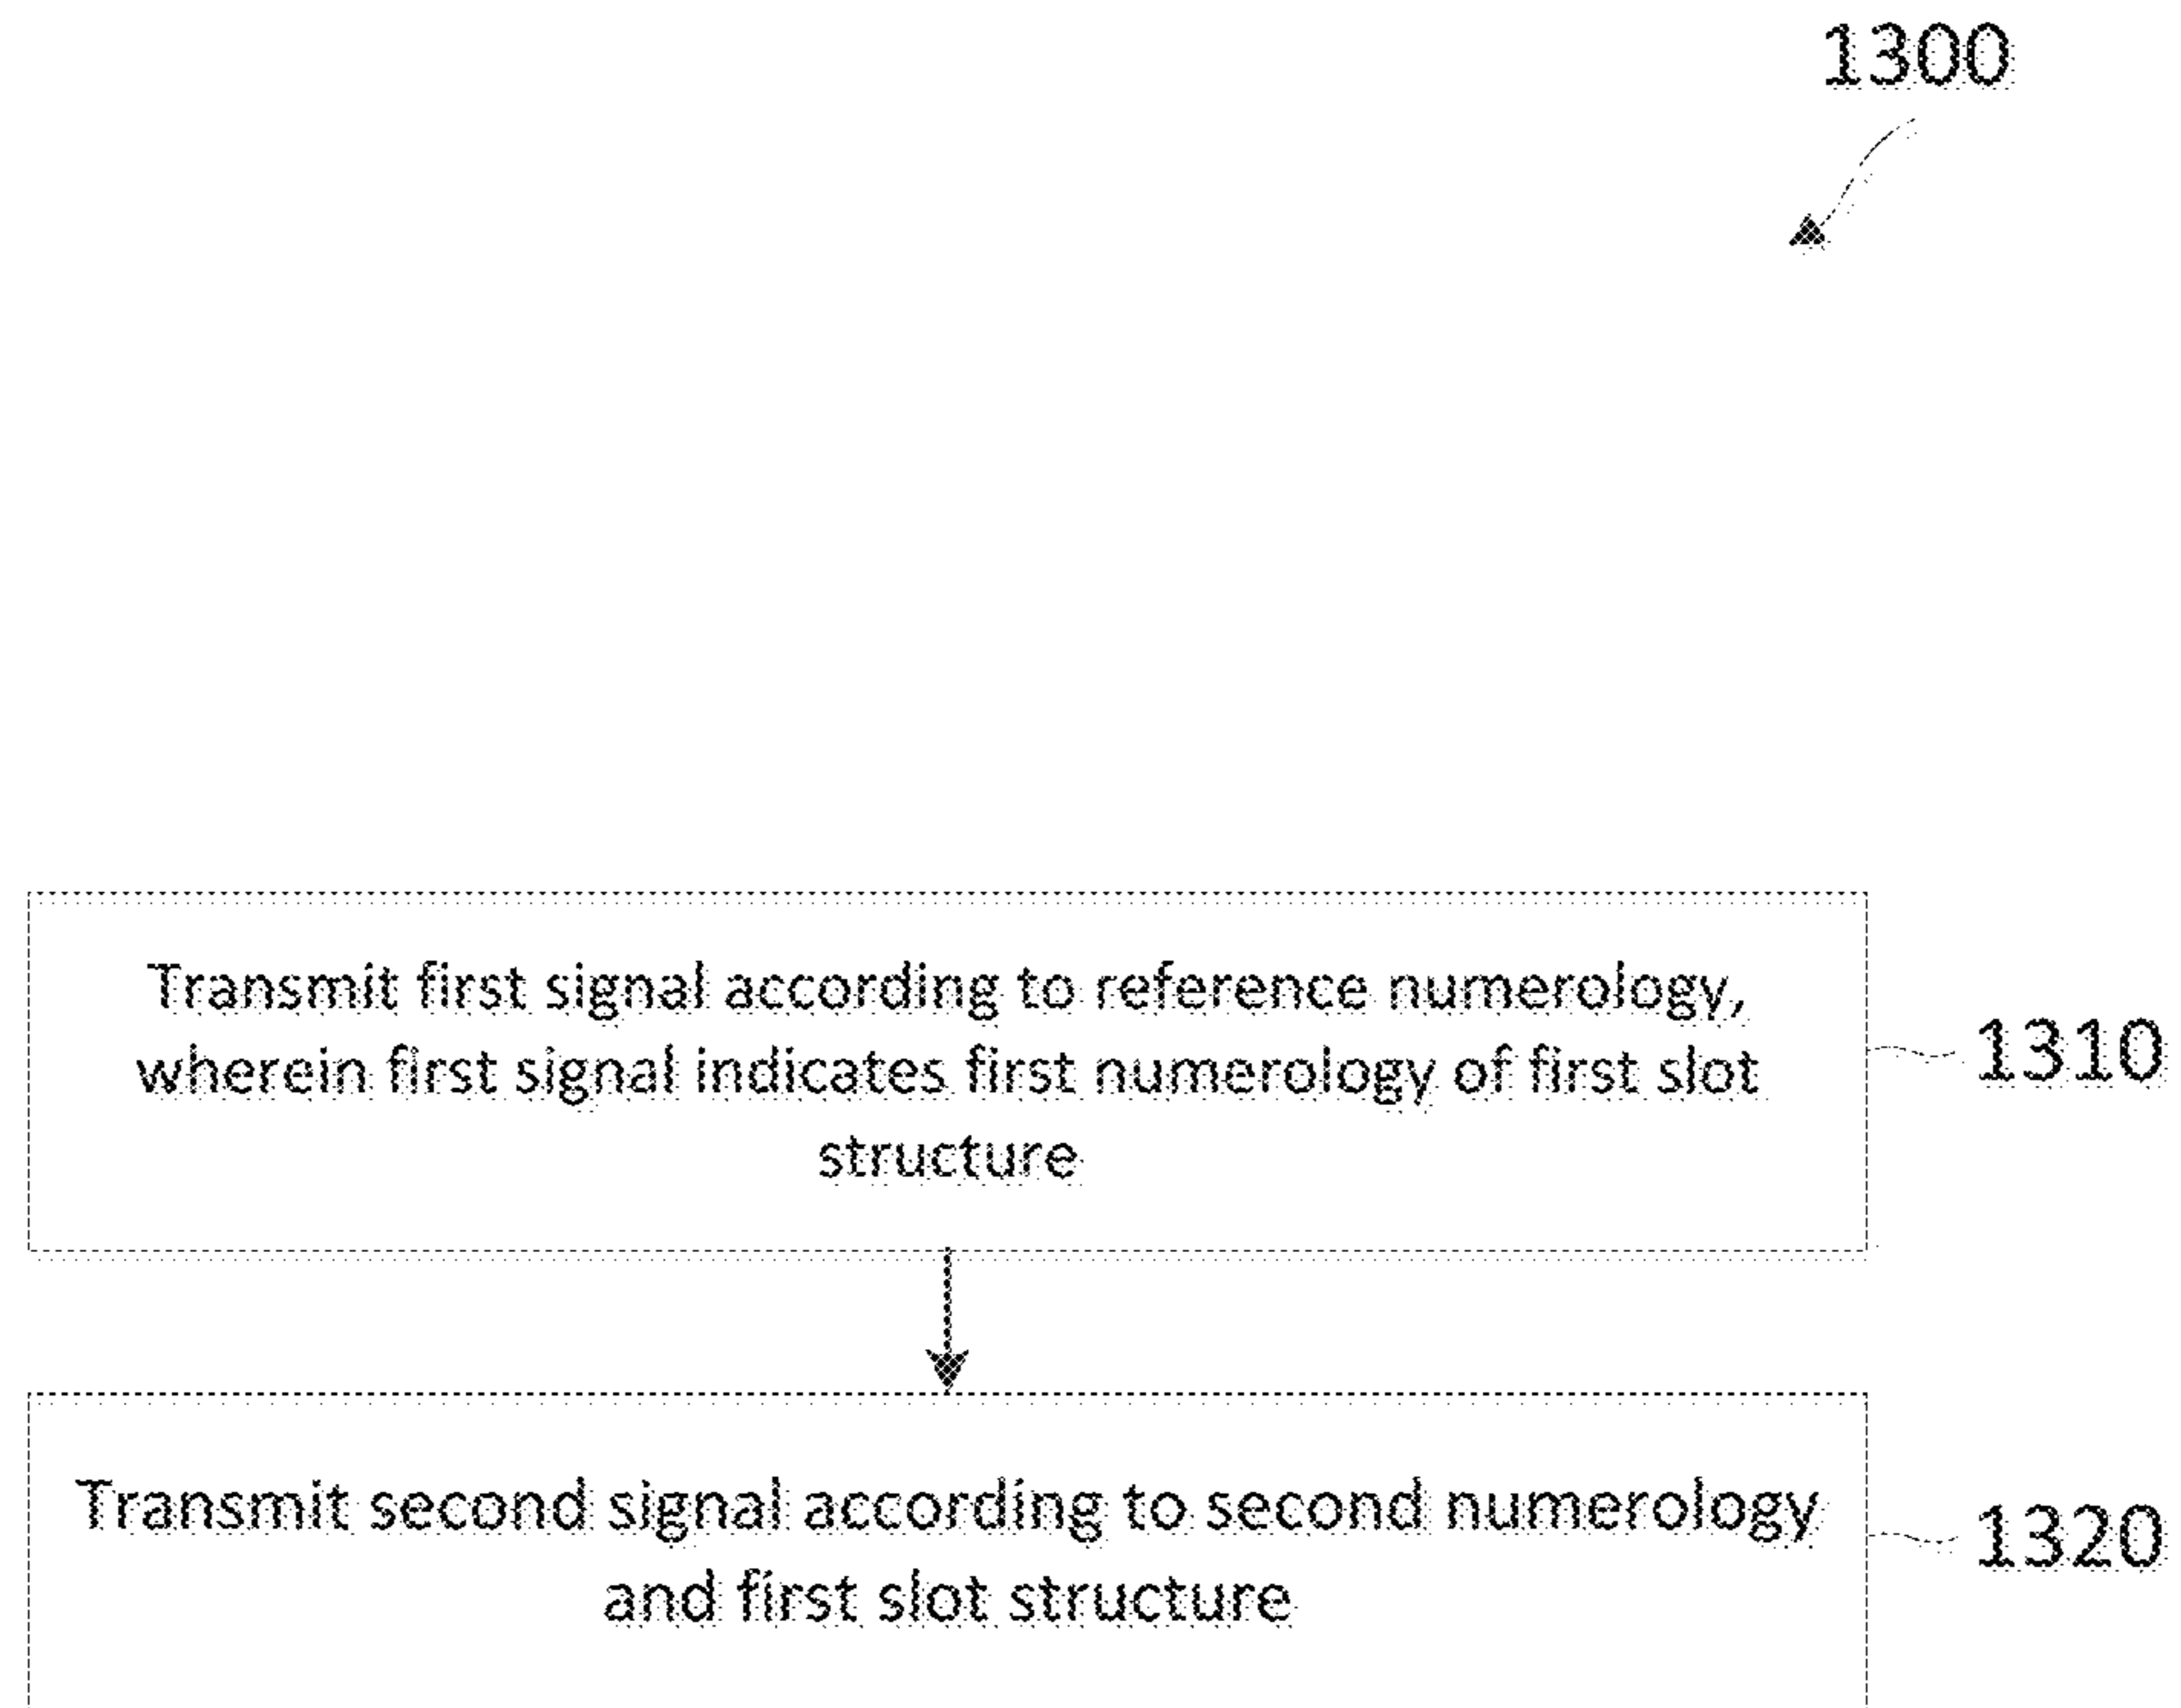 1300
Transmit first signal according to reference numerology,
wherein first signal indicates first numerology of first slot
structure
1310
Transmit second signal according to second numerology
and first slot structure
1320